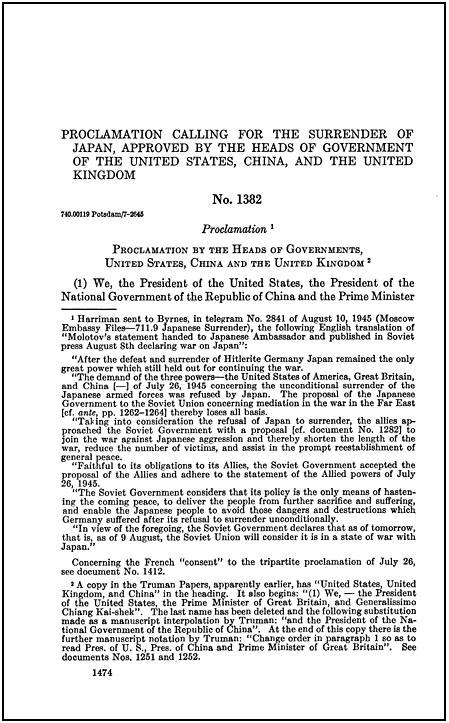 PROCLAMATION CALLING FOR THE SURRENDER OF
JAPAN, APPROVED BY THE HEADS OF GOVERNMENT
OF THE UNITED STATES, CHINA, AND THE UNITED
KINGDOM
No. 1382
740.00119 Potsdam/7–2645
Proclamation ¹
PROCLAMATION BY THE HEADS OF GOVERNMENTS,
UNITED STATES, CHINA AND THE UNITED KINGDOM ²
(1) We, the President of the United States, the President of the
National Government of the Republic of China and the Prime Minister
¹ Harriman sent to Byrnes, in telegram No. 2841 of August 10, 1945 (Moscow
Embassy Files—711.9 Japanese Surrender), the following English translation of
"Molotov's statement handed to Japanese Ambassador and published in Soviet
press August 8th declaring war on Japan":
"After the defeat and surrender of Hitlerite Germany Japan remained the only
great power which still held out for continuing the war.
"The demand of the three powers—the United States of America, Great Britain,
and China [—] of July 26, 1945 concerning the unconditional surrender of the
Japanese armed forces was refused by Japan. The proposal of the Japanese
Government to the Soviet Union concerning mediation in the war in the Far East
[cf. ante, pp. 1262–1264] thereby loses all basis.
"Taking into consideration the refusal of Japan to surrender, the allies ap-
proached the Soviet Government with a proposal [cf. document No. 1282] to
join the war against Japanese aggression and thereby shorten the length of the
war, reduce the number of victims, and assist in the prompt reestablishment of
general peace.
"Faithful to its obligations to its Allies, the Soviet Government accepted the
proposal of the Allies and adhere to the statement of the Allied powers of July
26, 1945.
"The Soviet Government considers that its policy is the only means of hasten-
ing the coming peace, to deliver the people from further sacrifice and suffering,
and enable the Japanese people to avoid those dangers and destructions which
Germany suffered after its refusal to surrender unconditionally.
"In view of the foregoing, the Soviet Government declares that as of tomorrow,
that is, as of 9 August, the Soviet Union will consider it is in a state of war with
Japan."
Concerning the French "consent" to the tripartite proclamation of July 26,
see document No. 1412.
² A copy in the Truman Papers, apparently earlier, has "United States, United
Kingdom, and China" in the heading. It also begins: "(1) We, — the President
of the United States, the Prime Minister of Great Britain, and Generalissimo
Chiang Kai-shek". The last name has been deleted and the following substitution
made as a manuscript interpolation by Truman: "and the President of the Na-
tional Government of the Republic of China". At the end of this copy there is the
further manuscript notation by Truman: "Change order in paragraph 1 so as to
read Pres. of U. S., Pres. of China and Prime Minister of Great Britain". See
documents Nos. 1251 and 1252.
1474